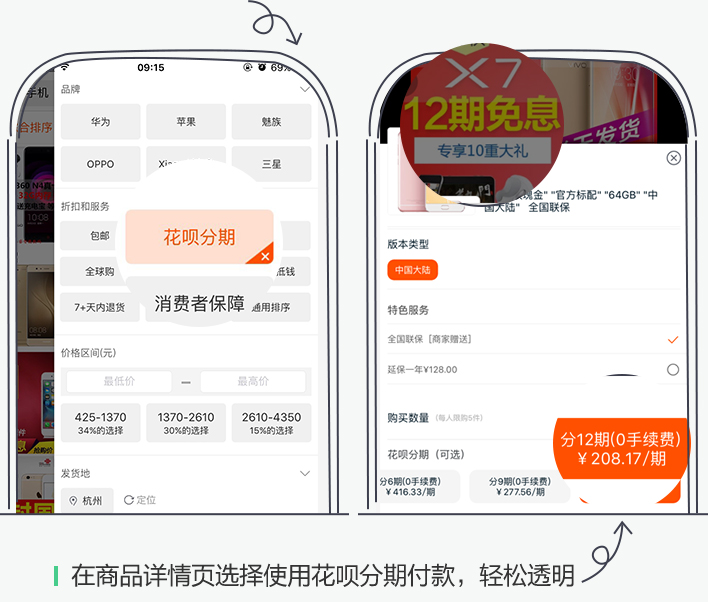 09:15
69%
手机
品牌
合排序
华为
苹果
魅族
OPPO
三星
折扣和服务
包邮
花呗分期
全球购
7+天内退货
消费者保障
通用排序
价格区间(元)
最低价
最高价
425-1370
34%的选择
1370-2610
30%的选择
2610-4350
15%的选择
发货地
杭州
定位
X7
12期免息
专享10重大礼
天发货
现金" "官方标配" "64GB" "中
国大陆" 全国联保
版本类型
中国大陆
特色服务
全国联保［商家赠送］
延保一年¥128.00
购买数量
(每人限购5件)
花呗分期（可选）
分6期(0手续费)
¥416.33/期
分9期(0手续费)
¥277.56/期
分12期(0手续费)
¥208.17/期
在商品详情页选择使用花呗分期付款，轻松透明